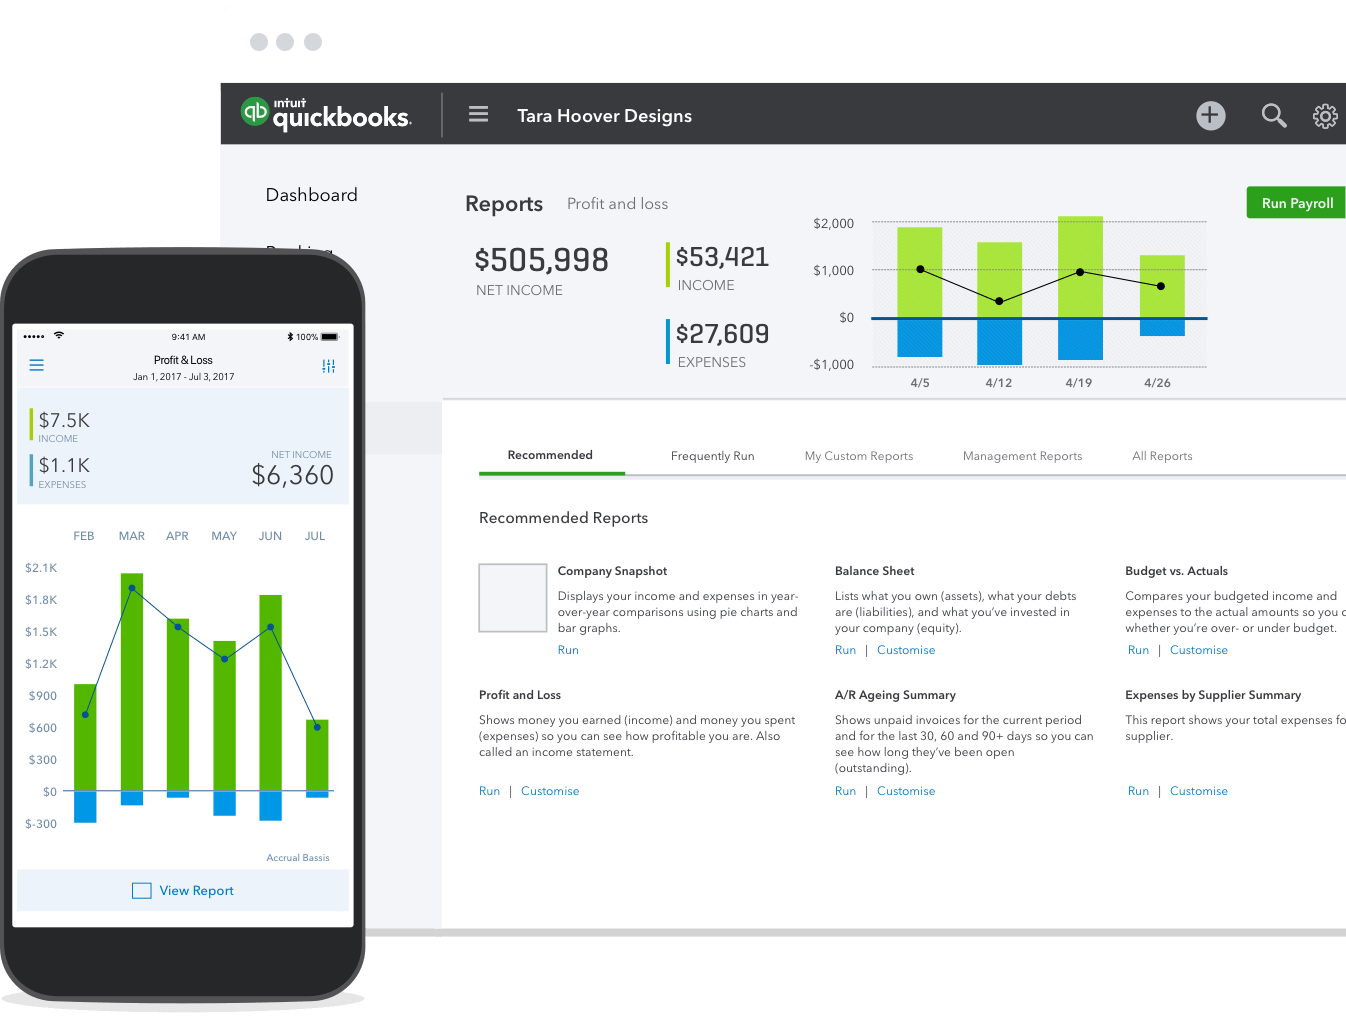 intuit
qb quickbooks.
Tara Hoover Designs
Dashboard
Reports
Profit and loss
Run Payroll
$505,998
NET INCOME
$53,421
INCOME
$27,609
EXPENSES
$2,000
$1,000
$0
-$1,000
4/5 4/12 4/19 4/26
Recommended
Frequently Run
My Custom Reports
Management Reports
All Reports
Recommended Reports
Company Snapshot
Displays your income and expenses in year-
over-year comparisons using pie charts and
bar graphs.
Run
Balance Sheet
Lists what you own (assets), what your debts
are (liabilities), and what you've invested in
your company (equity).
Run | Customise
Budget vs. Actuals
Compares your budgeted income and
expenses to the actual amounts so you
whether you're over- or under budget.
Run | Customise
Profit and Loss
Shows money you earned (income) and money you spent
(expenses) so you can see how profitable you are. Also
called an income statement.
Run | Customise
A/R Ageing Summary
Shows unpaid invoices for the current period
and for the last 30, 60 and 90+ days so you can
see how long they've been open
(outstanding).
Run | Customise
Expenses by Supplier Summary
This report shows your total expenses
supplier.
Run | Customise
9:41 AM
100%
Profit & Loss
Jan 1, 2017 - Jul 3, 2017
$7.5K
INCOME
$1.1K
EXPENSES
NET INCOME
$6,360
FEB MAR APR MAY JUN JUL
$2.1K
$1.8K
$1.5K
$1.2K
$900
$600
$300
$0
$-300
Accrual Bassis
View Report